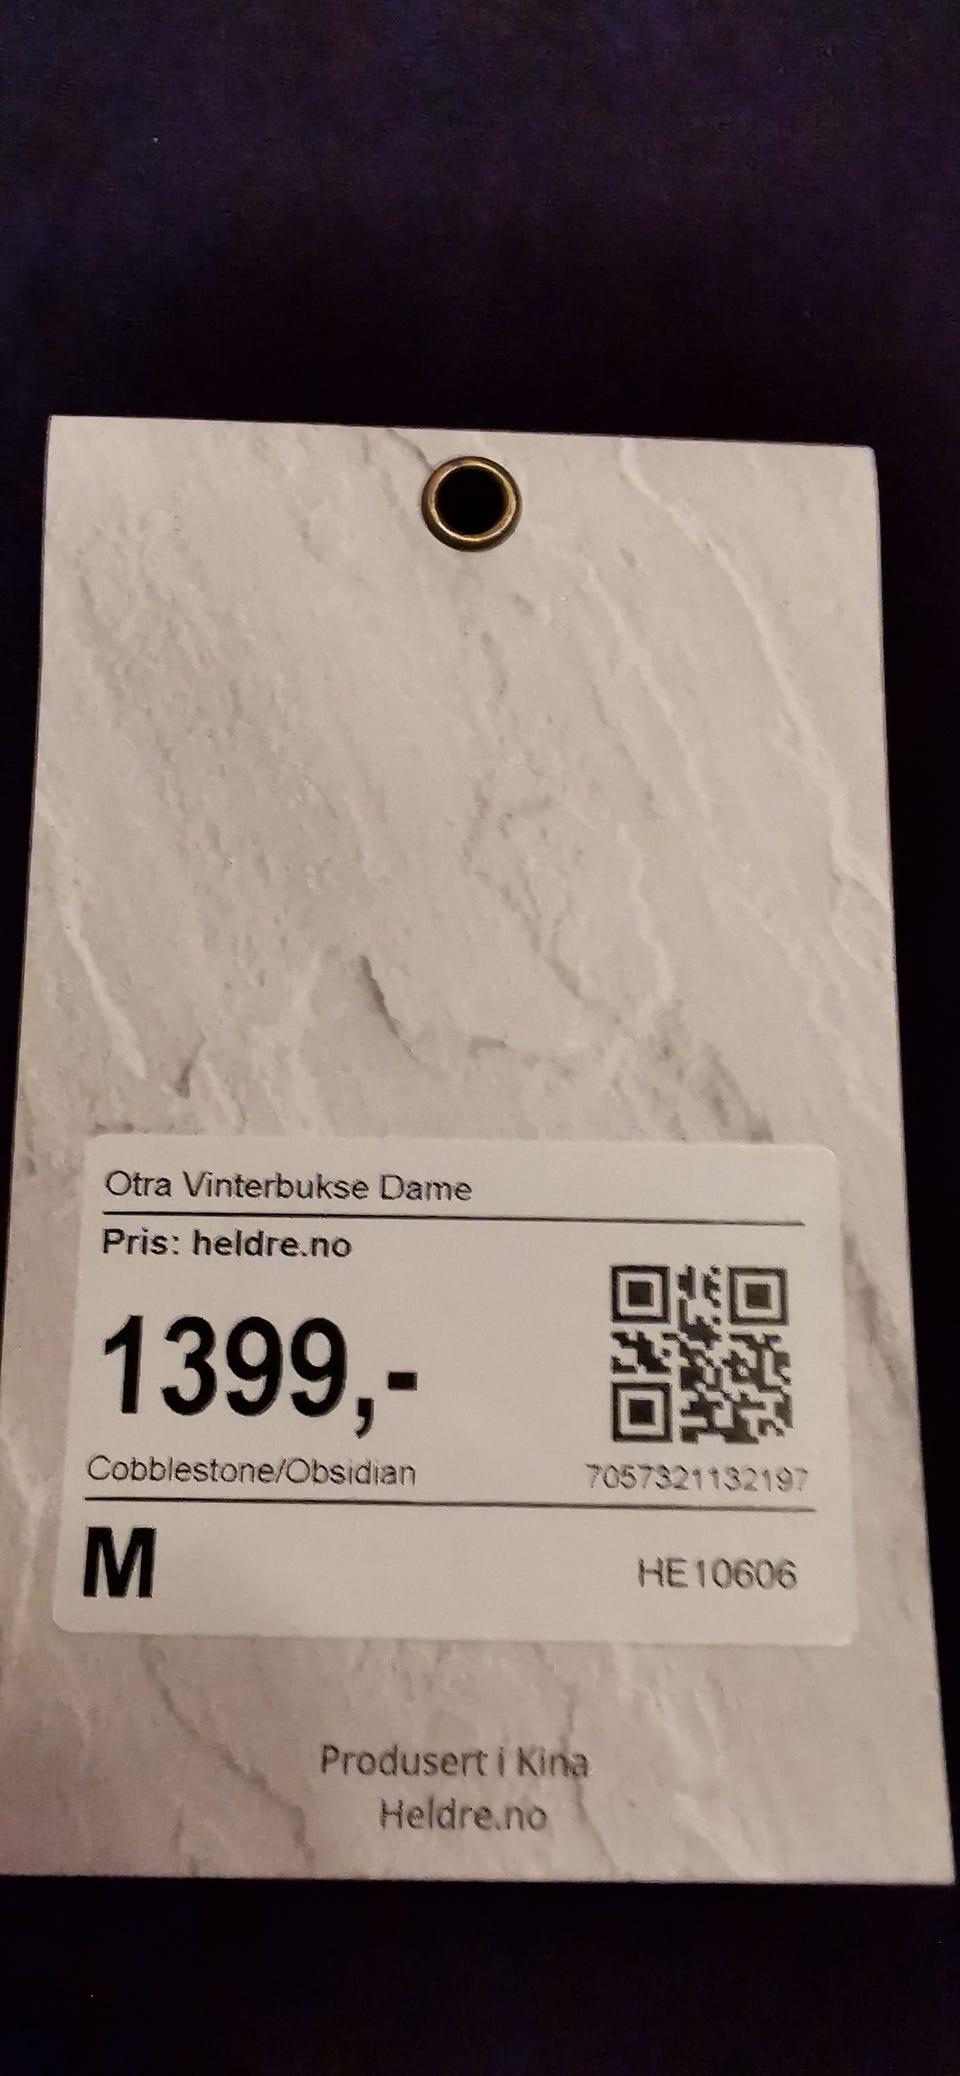 Otra Vinterbukse Dame
Pris: heldre.no
1399,-
Cobblestone/Obsidian
7057321132197
M
HE10606
Produsert i Kina
Heldre.no